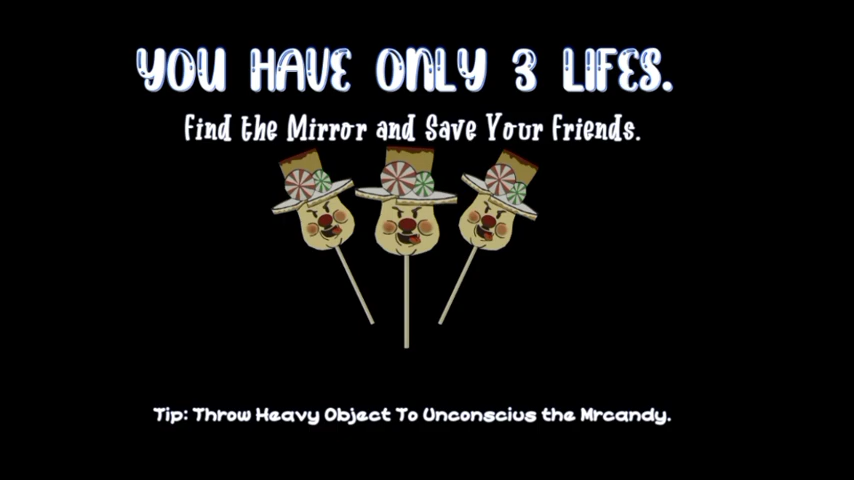 YOU HAVE ONLY 3 LIFES.
Find the Mirror and Save Your Friends.
Tip: Throw Heavy Object To Unconscius the Mrcandy.